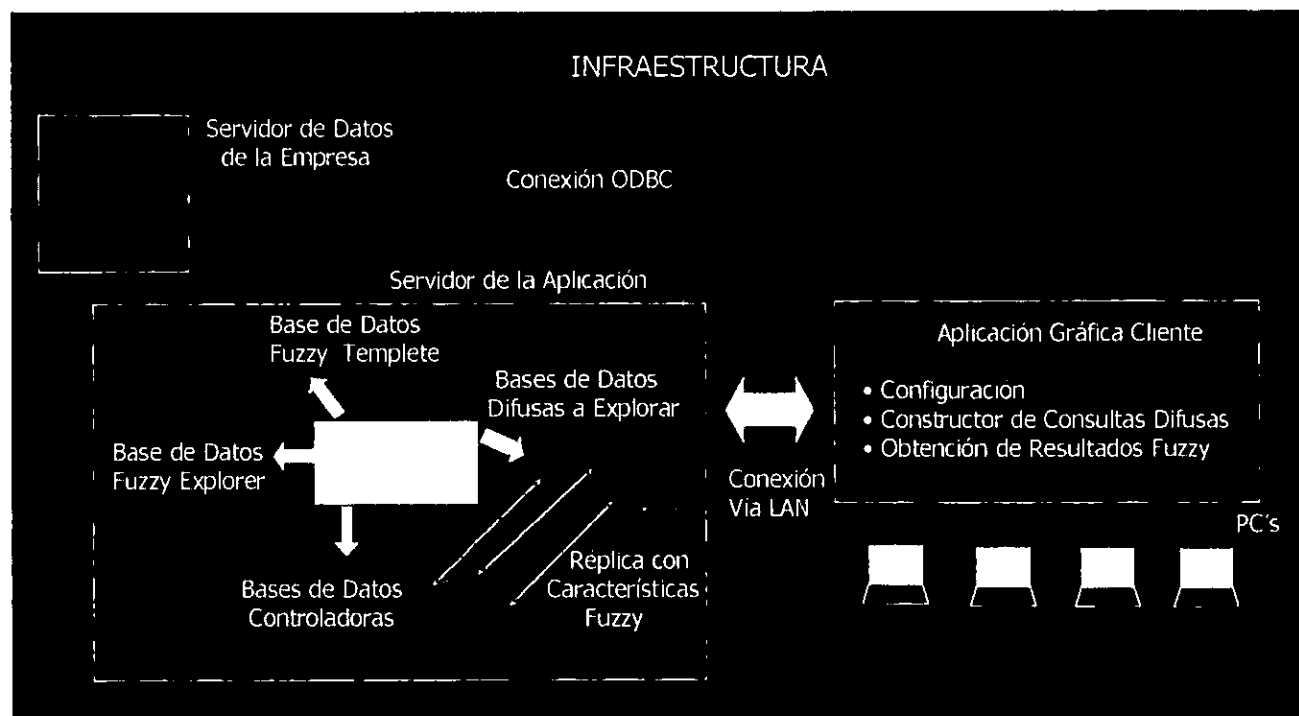 INFRAESTRUCTURA
Servidor de Datos
de la Empresa
Conexión ODBC
Servidor de la Aplicación
Base de Datos
Fuzzy Templete
Bases de Datos
Difusas a Explorar
Base de Datos
Fuzzy Explorer
Bases de Datos
Controladoras
Réplica con
Características
Fuzzy
Conexión
Vía LAN
Aplicación Gráfica Cliente
• Configuración
• Constructor de Consultas Difusas
• Obtención de Resultados Fuzzy
PC's